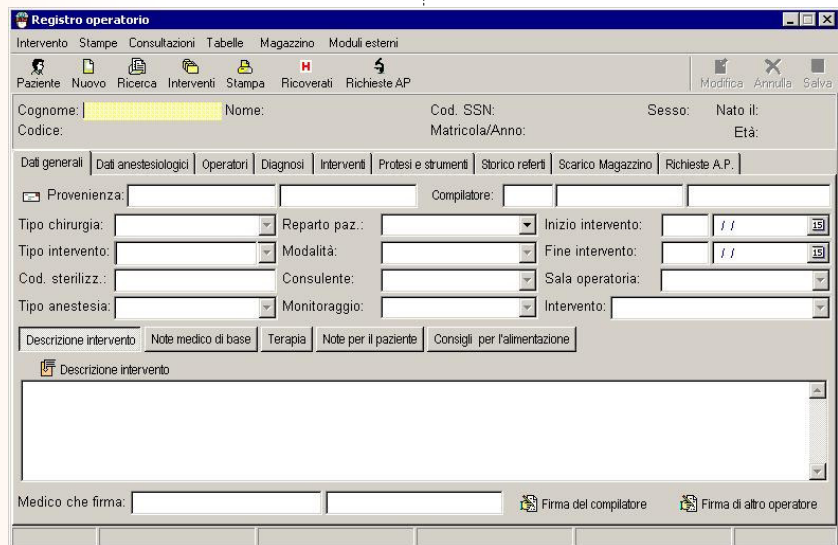 Registro operatorio
Intervento Stampe Consultazioni Tabelle Magazzino Moduli esterni
Paziente Nuovo Ricerca Interventi Stampa Ricoverati Richieste AP Modifica Annulla Salva
Cognome: Nome: Cod. SSN: Sesso: Nato il:
Codice: Matricola/Anno: Età:
Dati generali Dati anestesiologici Operatori Diagnosi Interventi Protesi e strumenti Storico referti Scarico Magazzino Richieste A.P.
Provenienza: Compilatore:
Tipo chirurgia: Reparto paz.: Inizio intervento: / / 15
Tipo intervento: Modalità: Fine intervento: / / 15
Cod. sterilizz.: Consulente: Sala operatoria:
Tipo anestesia: Monitoraggio: Intervento:
Descrizione intervento Note medico di base Terapia Note per il paziente Consigli per l'alimentazione
Descrizione intervento
Medico che firma: Firma del compilatore Firma di altro operatore